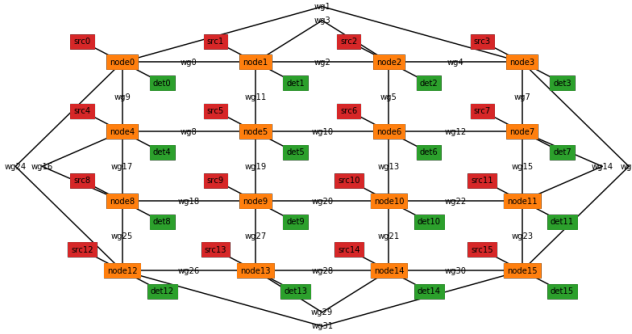 wg1
wg3
src0 src1 src2 src3
node0 wg0 node1 wg2 node2 wg4 node3
det0 det1 det2 det3
wg9 wg11 wg5 wg7
src4 src5 src6 src7
node4 wg8 node5 wg10 node6 wg12 node7
det4 det5 det6 det7
wg24 wg16 wg17 wg19 wg13 wg15 wg14
src8 src9 src10 src11
node8 wg18 node9 wg20 node10 wg22 node11
det8 det9 det10 det11
wg25 wg27 wg21 wg23
src12 src13 src14 src15
node12 wg26 node13 wg28 node14 wg30 node15
det12 det13 det14 det15
wg29
wg31